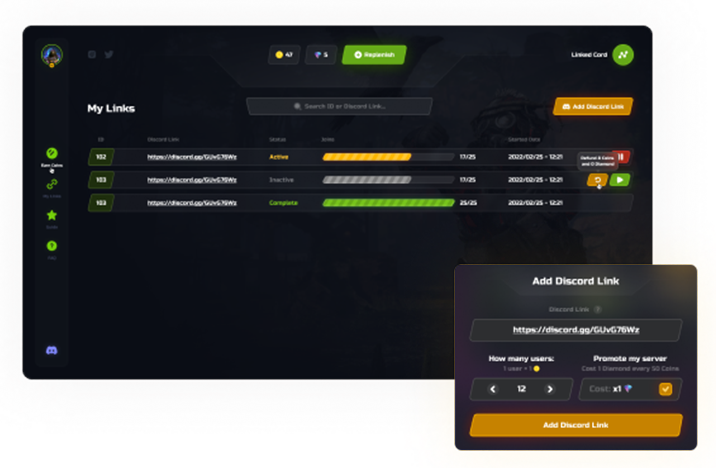 47
5
Replenish
Linked Card
My Links
Search ID or Discord Link...
Add Discord Link
ID
Discord Link
Status
Joins
Started Date
102
https://discord.gg/GUvG76Wz
Active
17/25
2022/02/25 - 12:21
Refund 8 Coins
and 0 Diamond
103
https://discord.gg/GUvG76Wz
Inactive
17/25
2022/02/25 - 12:21
103
https://discord.gg/GUvG76Wz
Complete
25/25
2022/02/25 - 12:21
Earn Coins
My Links
FAQ
Add Discord Link
Discord Link ?
https://discord.gg/GUvG76Wz
How many users:
1 user = 1
12
Promote my server
Cost 1 Diamond every 50 Coins
Cost: x1
Add Discord Link